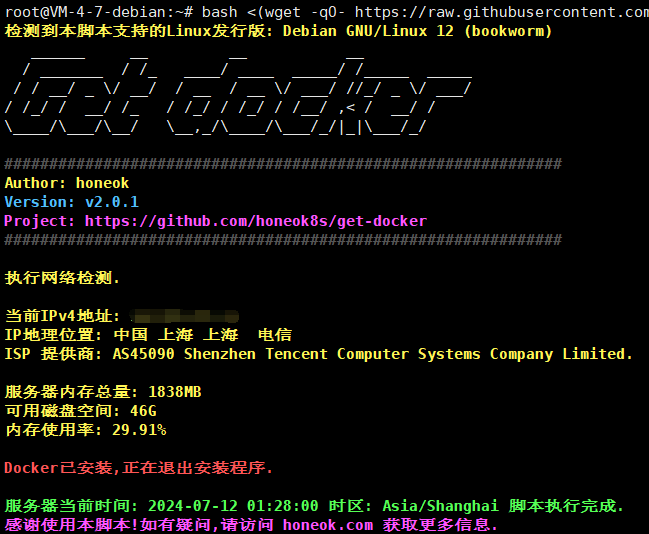 root@VM-4-7-debian:~# bash <(wget -qO- https://raw.githubusercontent.com
检测到本脚本支持的Linux发行版: Debian GNU/Linux 12 (bookworm)
get docker
##############################################################
Author: honeok
Version: v2.0.1
Project: https://github.com/honeok8s/get-docker
##############################################################
执行网络检测.
当前IPv4地址:
IP地理位置: 中国 上海 上海  电信
ISP 提供商: AS45090 Shenzhen Tencent Computer Systems Company Limited.
服务器内存总量: 1838MB
可用磁盘空间: 46G
内存使用率: 29.91%
Docker已安装,正在退出安装程序.
服务器当前时间: 2024-07-12 01:28:00 时区: Asia/Shanghai 脚本执行完成.
感谢使用本脚本!如有疑问,请访问 honeok.com 获取更多信息.